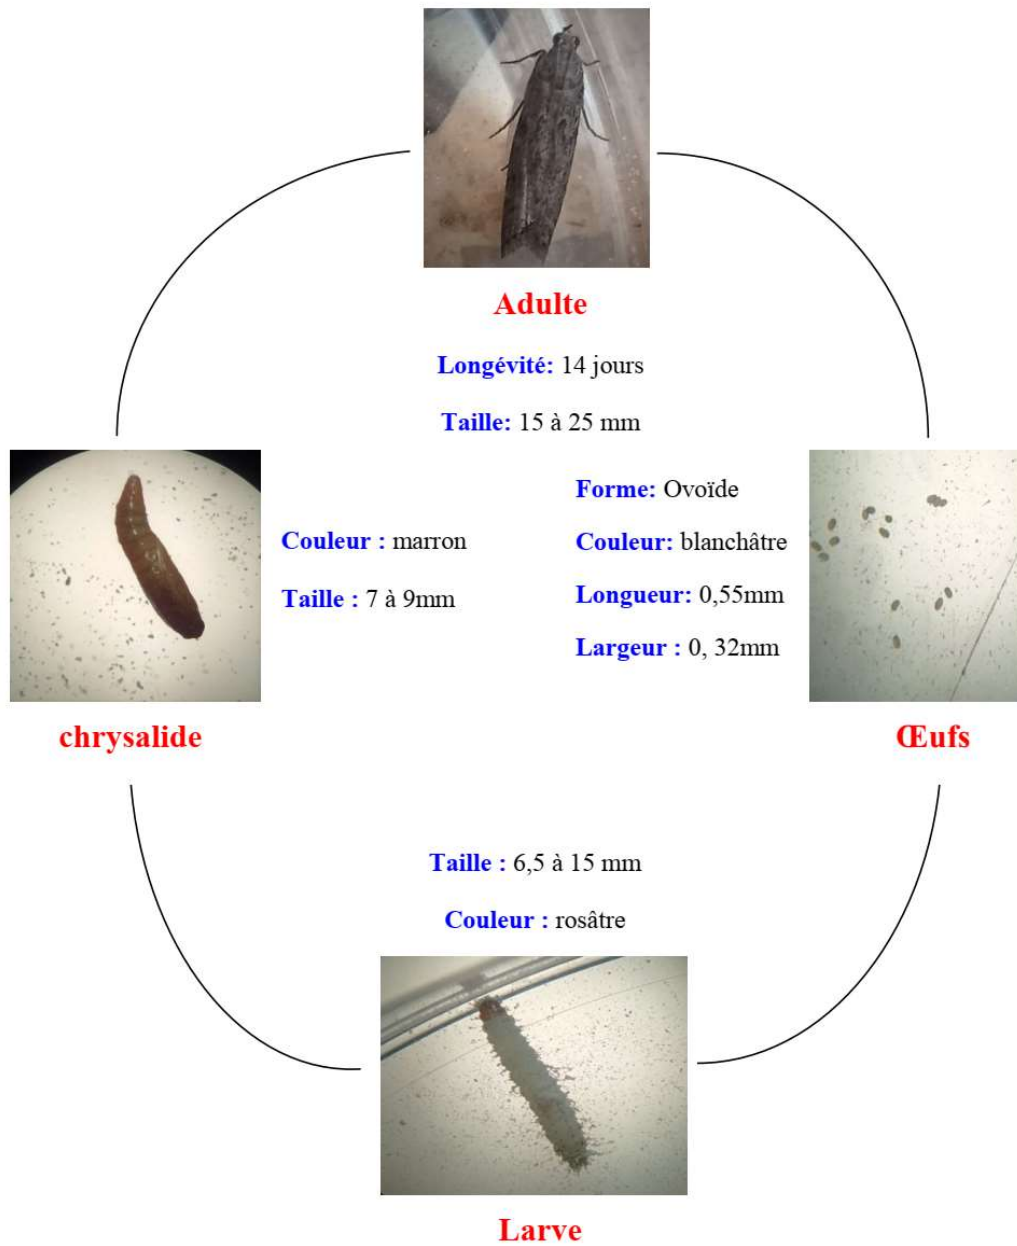 Adulte
Longévité: 14 jours
Taille: 15 à 25 mm
Couleur : marron
Taille : 7 à 9mm
chrysalide
Forme: Ovoïde
Couleur: blanchâtre
Longueur: 0,55mm
Largeur : 0, 32mm
Œufs
Taille : 6,5 à 15 mm
Couleur : rosâtre
Larve